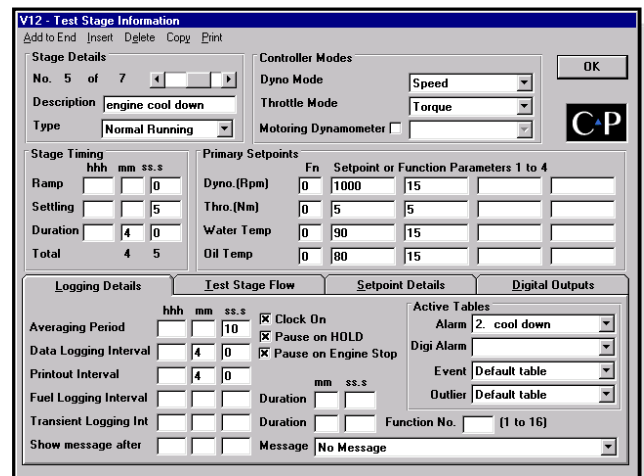 V12 - Test Stage Information
Add to End Insert Delete Copy Print
Stage Details
No. 5 of 7
Description engine cool down
Type Normal Running
Controller Modes
Dyno Mode Speed
Throttle Mode Torque
Motoring Dynamometer
OK
CP
Stage Timing
hhh mm ss.s
Ramp 0
Settling 5
Duration 4 0
Total 4 5
Primary Setpoints
Fn Setpoint or Function Parameters 1 to 4
Dyno.(Rpm) 0 1000 15
Thro.(Nm) 0 5 5
Water Temp 0 90 15
Oil Temp 0 80 15
Logging Details Test Stage Flow Setpoint Details Digital Outputs
hhh mm ss.s
Averaging Period 10
Data Logging Interval 4 0
Printout Interval 4 0
Fuel Logging Interval
Transient Logging Int
Show message after
Clock On
Pause on HOLD
Pause on Engine Stop
mm ss.s
Duration
Duration Function No. (1 to 16)
Message No Message
Active Tables
Alarm 2. cool down
Digi Alarm
Event Default table
Outlier Default table